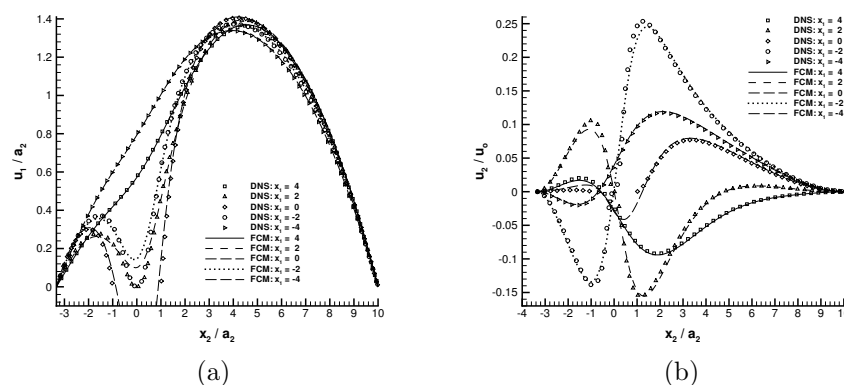 1.4
1.2
1
0.8
0.6
0.4
0.2
0
u₁ / a₂
-3 -2 -1 0 1 2 3 4 5 6 7 8 9 10
x₂ / a₂
DNS: x₁ = 4
DNS: x₁ = 2
DNS: x₁ = 0
DNS: x₁ = -2
DNS: x₁ = -4
FCM: x₁ = 4
FCM: x₁ = 2
FCM: x₁ = 0
FCM: x₁ = -2
FCM: x₁ = -4
(a)
0.25
0.20
0.15
0.10
0.05
0
-0.05
-0.10
-0.15
u₂ / u₀
-4 -3 -2 -1 0 1 2 3 4 5 6 7 8 9 10
x₂ / a₂
DNS: x₁ = 4
DNS: x₁ = 2
DNS: x₁ = 0
DNS: x₁ = -2
DNS: x₁ = -4
FCM: x₁ = 4
FCM: x₁ = 2
FCM: x₁ = 0
FCM: x₁ = -2
FCM: x₁ = -4
(b)